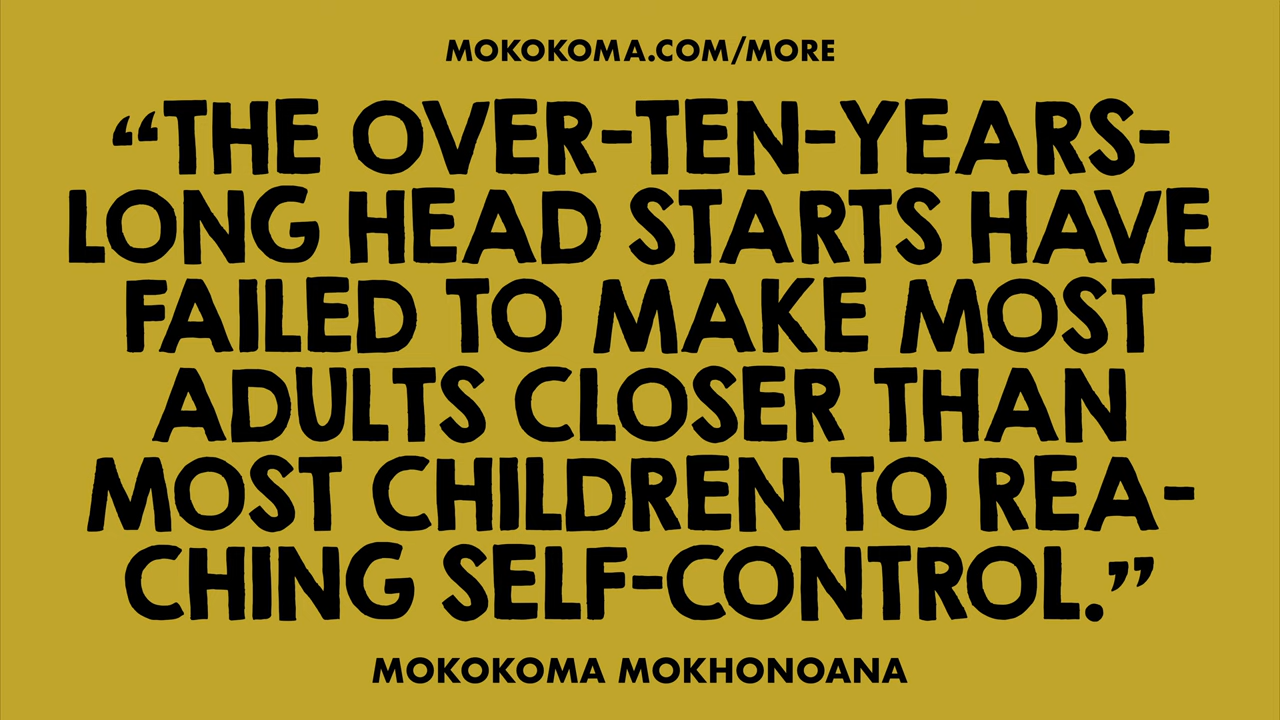 MOKOKOMA.COM/MORE
“THE OVER-TEN-YEARS-
LONG HEAD STARTS HAVE
FAILED TO MAKE MOST
ADULTS CLOSER THAN
MOST CHILDREN TO REA-
CHING SELF-CONTROL.”
MOKOKOMA MOKHONOANA